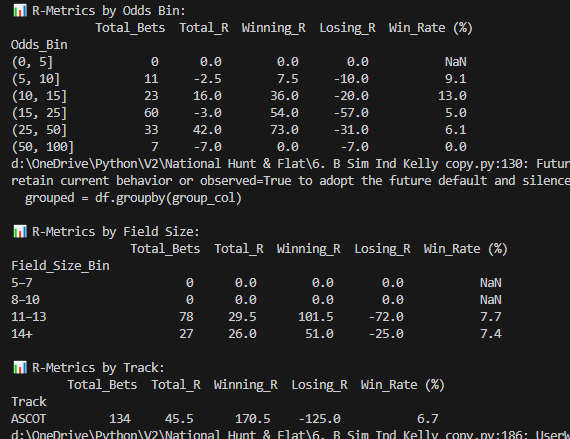 📊 R-Metrics by Odds Bin:
Total_Bets Total_R Winning_R Losing_R Win_Rate (%)
Odds_Bin
(0, 5] 0 0.0 0.0 0.0 NaN
(5, 10] 11 -2.5 7.5 -10.0 9.1
(10, 15] 23 16.0 36.0 -20.0 13.0
(15, 25] 60 -3.0 54.0 -57.0 5.0
(25, 50] 33 42.0 73.0 -31.0 6.1
(50, 100] 7 -7.0 0.0 -7.0 0.0
d:\OneDrive\Python\V2\National Hunt & Flat\6. B Sim Ind Kelly copy.py:130: Futur
retain current behavior or observed=True to adopt the future default and silence
grouped = df.groupby(group_col)
📊 R-Metrics by Field Size:
Total_Bets Total_R Winning_R Losing_R Win_Rate (%)
Field_Size_Bin
5–7 0 0.0 0.0 0.0 NaN
8–10 0 0.0 0.0 0.0 NaN
11–13 78 29.5 101.5 -72.0 7.7
14+ 27 26.0 51.0 -25.0 7.4
📊 R-Metrics by Track:
Total_Bets Total_R Winning_R Losing_R Win_Rate (%)
Track
ASCOT 134 45.5 170.5 -125.0 6.7
d:\OneDrive\Python\V2\National Hunt & Flat\6. B Sim Ind Kelly copy.py:186: UserW